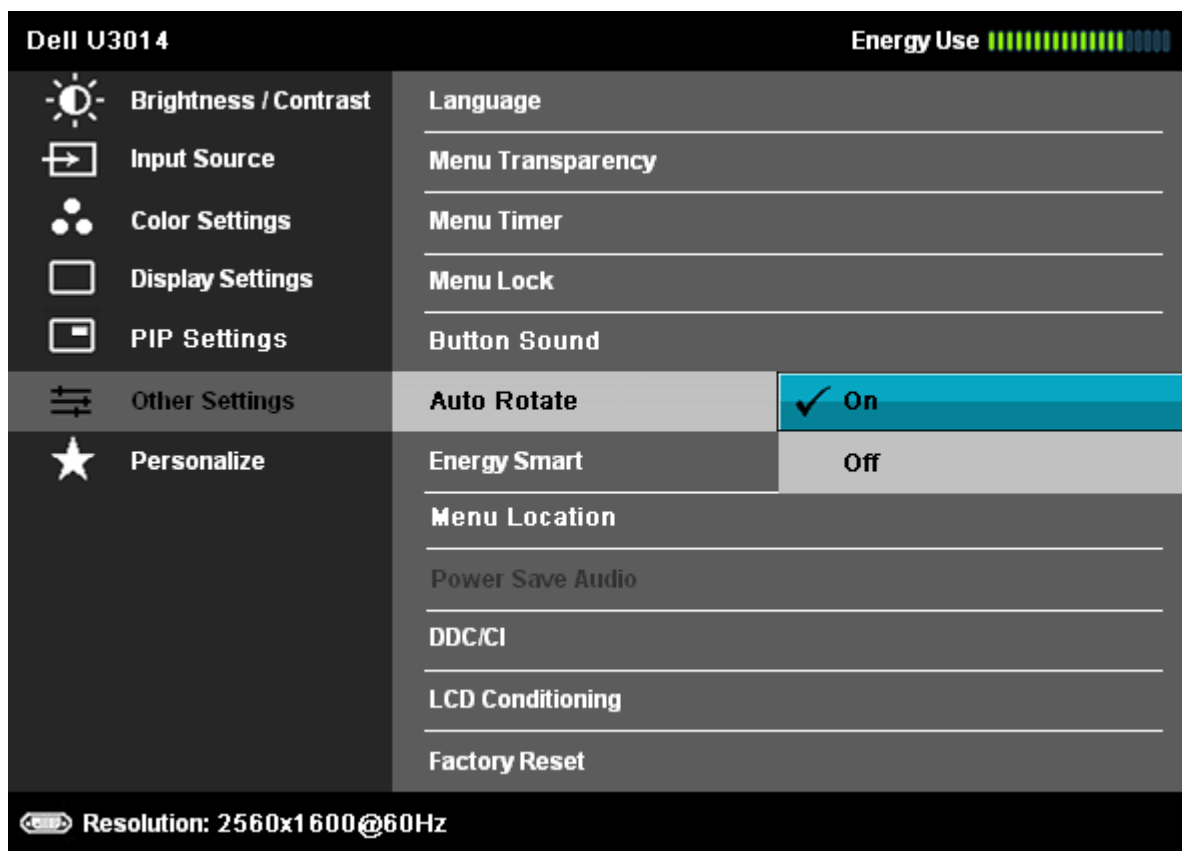 Dell U3014 Energy Use
Brightness / Contrast
Input Source
Color Settings
Display Settings
PIP Settings
Other Settings
Personalize
Language
Menu Transparency
Menu Timer
Menu Lock
Button Sound
Auto Rotate
Energy Smart
Menu Location
Power Save Audio
DDC/CI
LCD Conditioning
Factory Reset
On
Off
Resolution: 2560x1600@60Hz